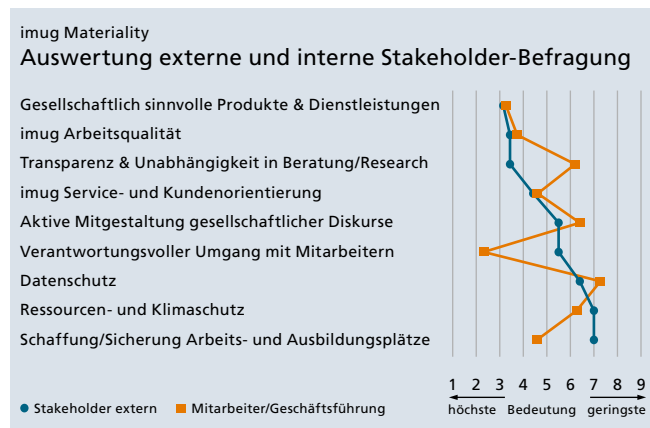 imug Materiality
Auswertung externe und interne Stakeholder-Befragung
Gesellschaftlich sinnvolle Produkte & Dienstleistungen
imug Arbeitsqualität
Transparenz & Unabhängigkeit in Beratung/Research
imug Service- und Kundenorientierung
Aktive Mitgestaltung gesellschaftlicher Diskurse
Verantwortungsvoller Umgang mit Mitarbeitern
Datenschutz
Ressourcen- und Klimaschutz
Schaffung/Sicherung Arbeits- und Ausbildungsplätze
1 2 3 4 5 6 7 8 9
höchste Bedeutung geringste
Stakeholder extern Mitarbeiter/Geschäftsführung